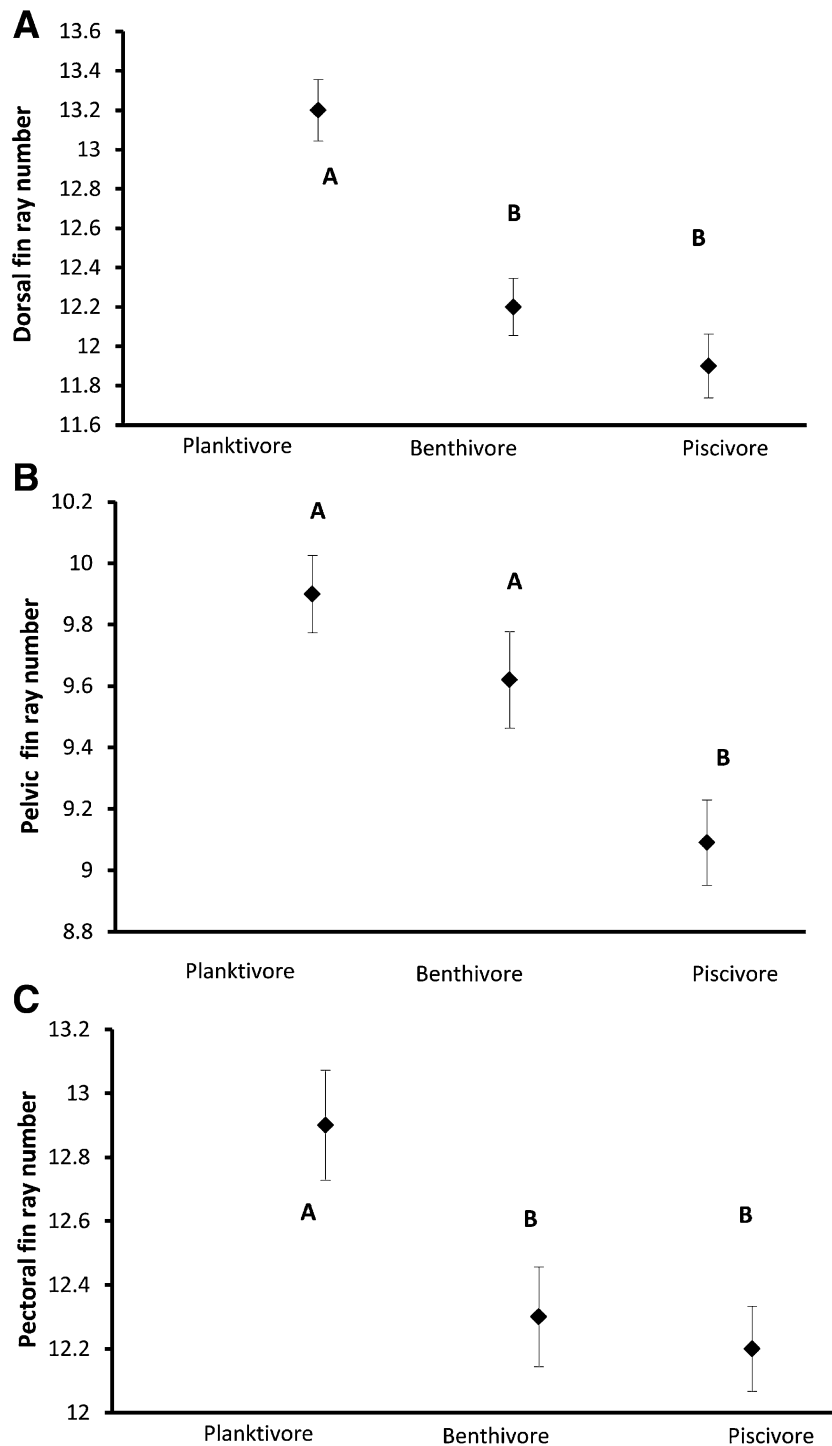 A
Dorsal fin ray number
13.6
13.4
13.2
13
12.8
12.6
12.4
12.2
12
11.8
11.6
A
B
B
Planktivore Benthivore Piscivore
B
Pelvic fin ray number
10.2
10
9.8
9.6
9.4
9.2
9
8.8
A
A
B
Planktivore Benthivore Piscivore
C
Pectoral fin ray number
13.2
13
12.8
12.6
12.4
12.2
12
A
B
B
Planktivore Benthivore Piscivore